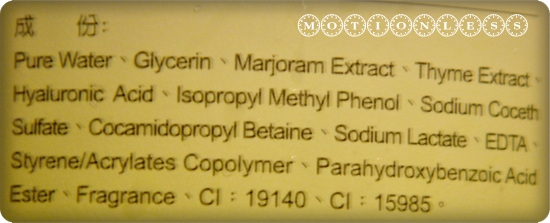 MOTIONLESS
成 份:
Pure Water、Glycerin、Marjoram Extract、Thyme Extract、
Hyaluronic Acid、Isopropyl Methyl Phenol、Sodium Coceth
Sulfate、Cocamidopropyl Betaine、Sodium Lactate、EDTA、
Styrene/Acrylates Copolymer、Parahydroxybenzoic Acid
Ester、Fragrance、CI：19140、CI：15985。